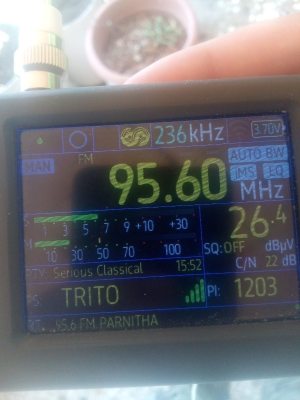 236kHz 3.70V
MAN FM AUTO BW
iMS EQ
95.60 MHz
S 1 3 5 7 9 +10 +30
M 10 30 50 70 100
26.4 dBµV
SQ:OFF C/N 22 dB
PTY: Serious Classical 15:52
PS: TRITO PI: 1203
RT: 95.6 FM PARNITHA